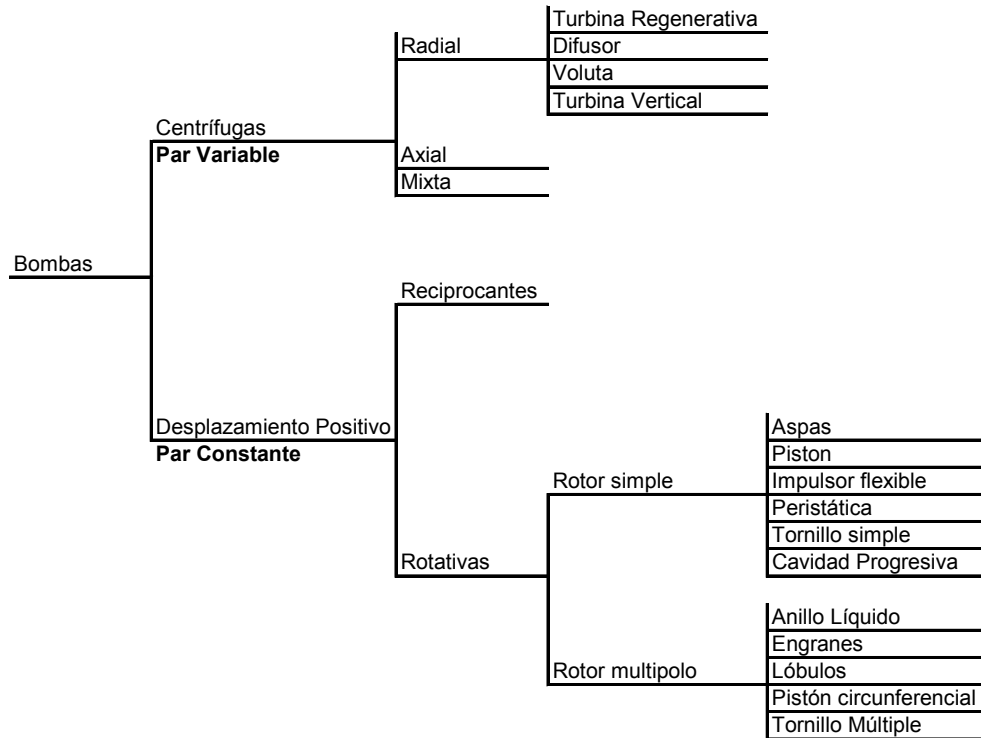 Turbina Regenerativa
Radial
Difusor
Voluta
Turbina Vertical
Centrífugas
Par Variable
Axial
Mixta
Bombas
Reciprocantes
Desplazamiento Positivo
Par Constante
Aspas
Piston
Rotor simple
Impulsor flexible
Peristática
Tornillo simple
Rotativas
Cavidad Progresiva
Anillo Líquido
Engranes
Rotor multipolo
Lóbulos
Pistón circunferencial
Tornillo Múltiple